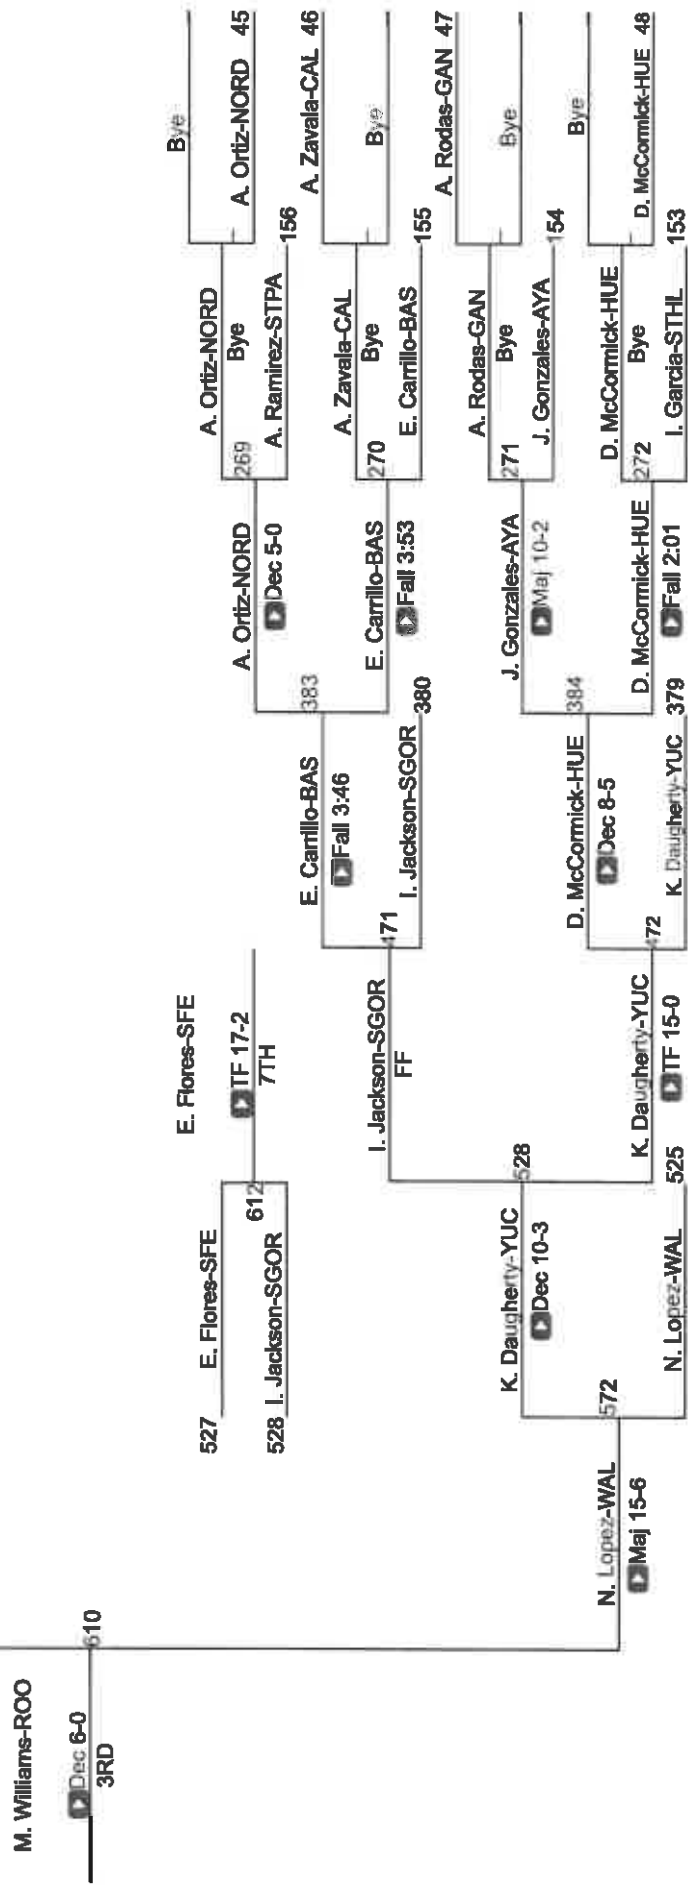 Bye
A. Ortiz-NORD 45
A. Ortiz-NORD
Bye
A. Ramirez-STPA 156
269
A. Ortiz-NORD
Dec 5-0
A. Zavala-CAL 46
Bye
A. Zavala-CAL
Bye
E. Carrillo-BAS 155
270
E. Carrillo-BAS
Fall 3:53
383
E. Carrillo-BAS
Fall 3:46
I. Jackson-SGOR 380
471
I. Jackson-SGOR
FF
A. Rodas-GAN 47
Bye
A. Rodas-GAN
Bye
J. Gonzales-AYA 154
271
J. Gonzales-AYA
Maj 10-2
Bye
D. McCormick-HUE 48
D. McCormick-HUE
Bye
I. Garcia-STHL 153
272
D. McCormick-HUE
Fall 2:01
384
D. McCormick-HUE
Dec 8-5
K. Daugherty-YUC 379
472
K. Daugherty-YUC
TF 15-0
528
K. Daugherty-YUC
Dec 10-3
N. Lopez-WAL 525
572
N. Lopez-WAL
Maj 15-6
610
M. Williams-ROO
Dec 6-0
3RD
527 E. Flores-SFE
528 I. Jackson-SGOR
612
E. Flores-SFE
TF 17-2
7TH